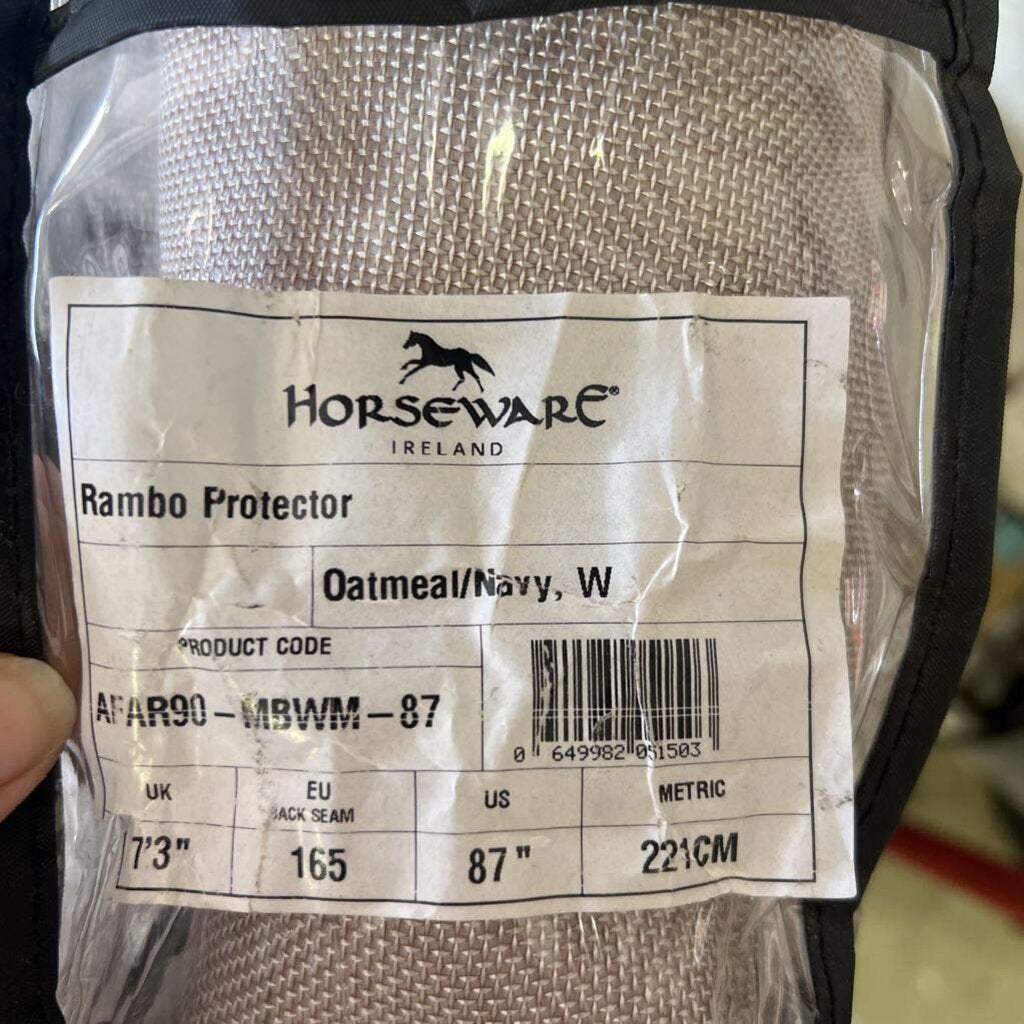 HORSEWARE®
IRELAND
Rambo Protector
Oatmeal/Navy, W
PRODUCT CODE
AFAR90-MBWM-87
0 649982 051503
UK
EU
BACK SEAM
US
METRIC
7'3"
165
87"
221CM